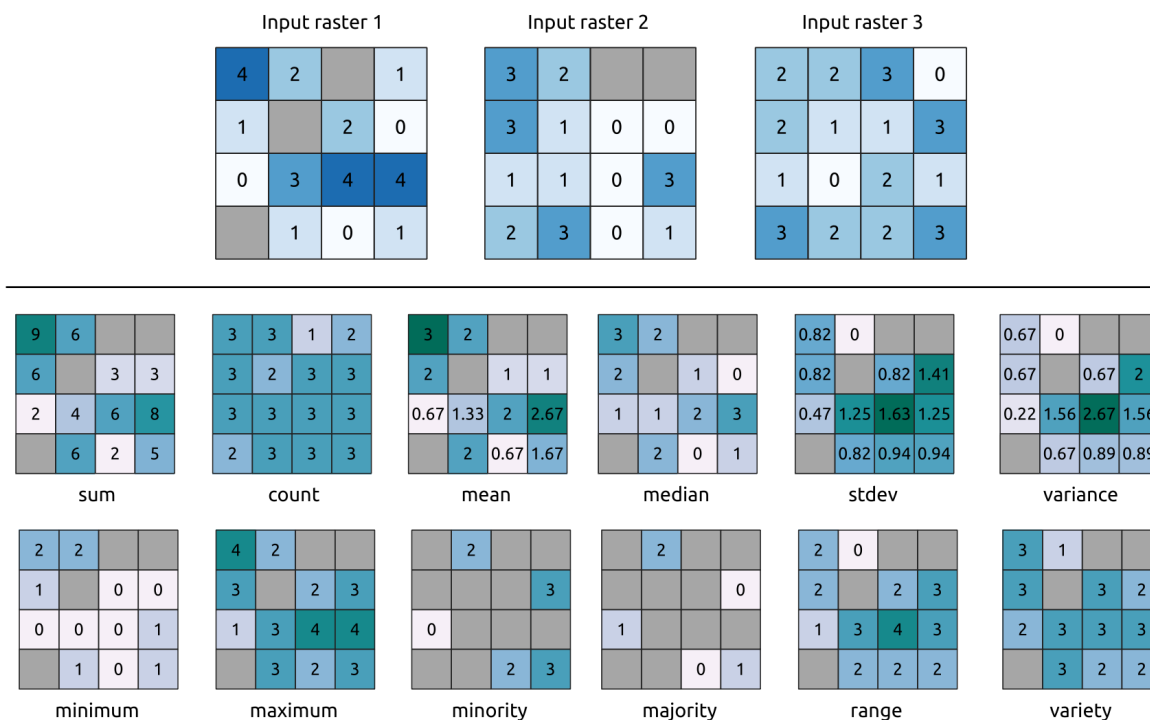 Input raster 1 Input raster 2 Input raster 3
4 2 1 3 2 2 2 3 0
1 2 0 3 1 0 0 2 1 1 3
0 3 4 4 1 1 0 3 1 0 2 1
1 0 1 2 3 0 1 3 2 2 3
9 6 3 3 1 2 3 2 3 2 0.82 0 0.67 0
6 3 3 3 2 3 3 2 1 1 2 1 0 0.82 0.82 1.41 0.67 0.67 2
2 4 6 8 3 3 3 3 0.67 1.33 2 2.67 1 1 2 3 0.47 1.25 1.63 1.25 0.22 1.56 2.67 1.56
6 2 5 2 3 3 3 2 0.67 1.67 2 0 1 0.82 0.94 0.94 0.67 0.89 0.89
sum count mean median stdev variance
2 2 4 2 2 2 2 0 3 1
1 0 0 3 2 3 3 0 2 2 3 3 3 2
0 0 0 1 1 3 4 4 0 1 1 3 4 3 2 3 3 3
1 0 1 3 2 3 2 3 0 1 2 2 2 3 2 2
minimum maximum minority majority range variety